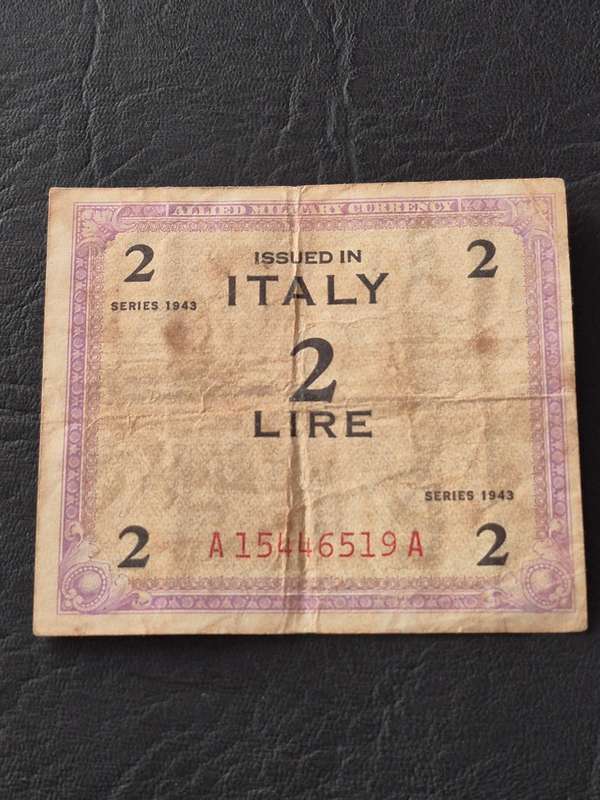 ALLIED MILITARY CURRENCY
2 ISSUED IN 2
ITALY
SERIES 1943
2
LIRE
SERIES 1943
2 A15446519A 2